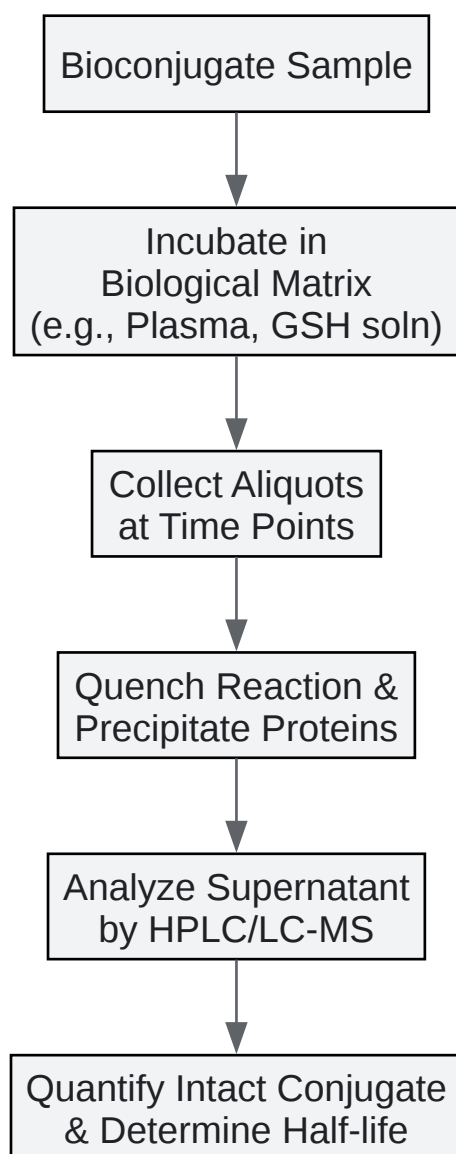 Bioconjugate Sample
Incubate in
Biological Matrix
(e.g., Plasma, GSH soln)
Collect Aliquots
at Time Points
Quench Reaction &
Precipitate Proteins
Analyze Supernatant
by HPLC/LC-MS
Quantify Intact Conjugate
& Determine Half-life